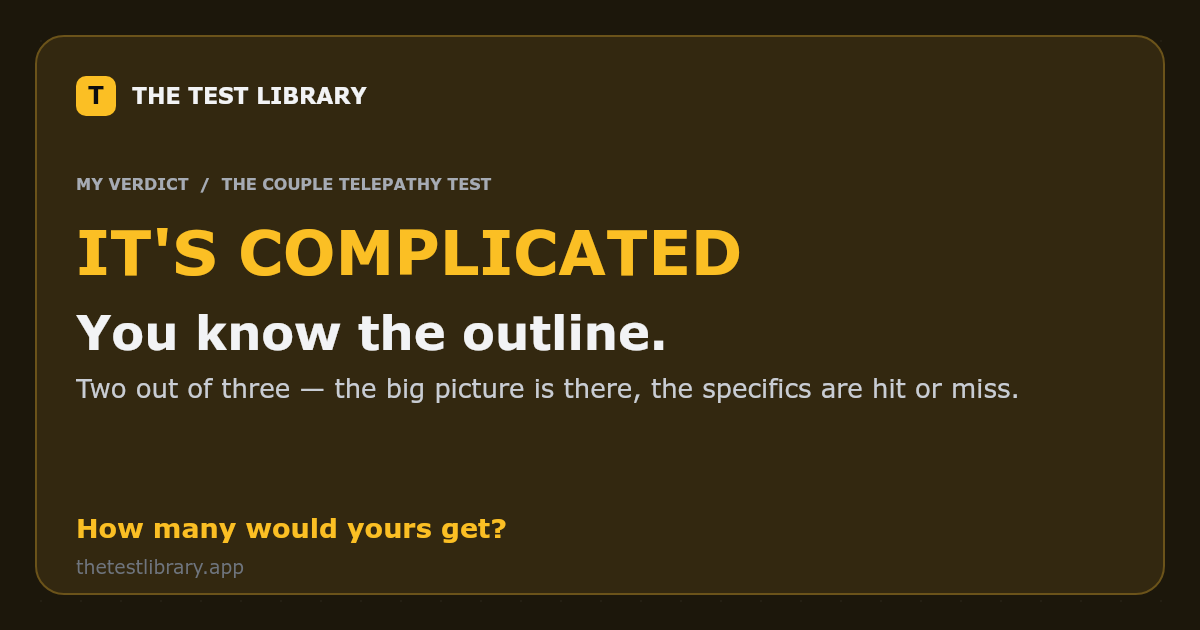 T THE TEST LIBRARY
MY VERDICT / THE COUPLE TELEPATHY TEST
IT'S COMPLICATED
You know the outline.
Two out of three — the big picture is there, the specifics are hit or miss.
How many would yours get?
thetestlibrary.app